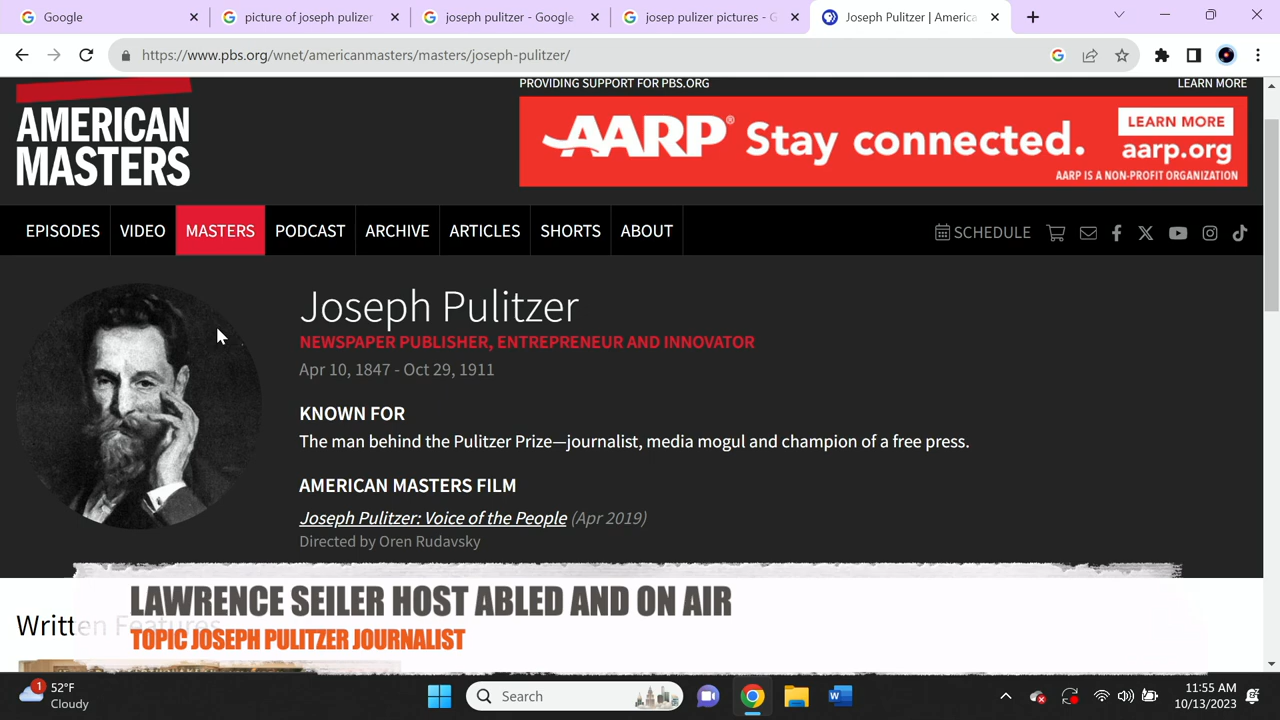 Google
picture of joseph pulizer
joseph pulitzer - Google
josep pulizer pictures - G
Joseph Pulitzer | America
https://www.pbs.org/wnet/americanmasters/masters/joseph-pulitzer/
PROVIDING SUPPORT FOR PBS.ORG
LEARN MORE
AMERICAN
MASTERS
AARP® Stay connected.
LEARN MORE
aarp.org
AARP IS A NON-PROFIT ORGANIZATION
EPISODES VIDEO MASTERS PODCAST ARCHIVE ARTICLES SHORTS ABOUT
SCHEDULE
Joseph Pulitzer
NEWSPAPER PUBLISHER, ENTREPRENEUR AND INNOVATOR
Apr 10, 1847 - Oct 29, 1911
KNOWN FOR
The man behind the Pulitzer Prize—journalist, media mogul and champion of a free press.
AMERICAN MASTERS FILM
Joseph Pulitzer: Voice of the People (Apr 2019)
Directed by Oren Rudavsky
LAWRENCE SEILER HOST ABLED AND ON AIR
Written Features
TOPIC JOSEPH PULITZER JOURNALIST
1
52°F
Cloudy
Search
11:55 AM
10/13/2023